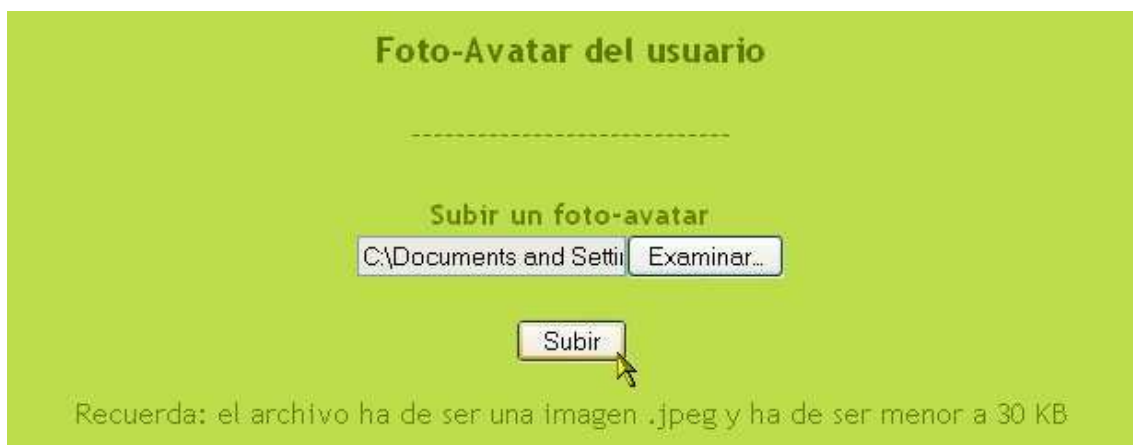 Foto-Avatar del usuario
-----------------------------
Subir un foto-avatar
C:\Documents and Settin Examinar...
Subir
Recuerda: el archivo ha de ser una imagen .jpeg y ha de ser menor a 30 KB